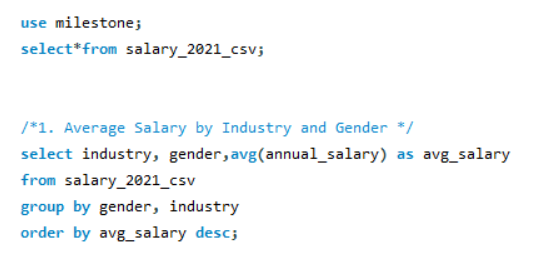 use milestone;
select*from salary_2021_csv;
/*1. Average Salary by Industry and Gender */
select industry, gender,avg(annual_salary) as avg_salary
from salary_2021_csv
group by gender, industry
order by avg_salary desc;